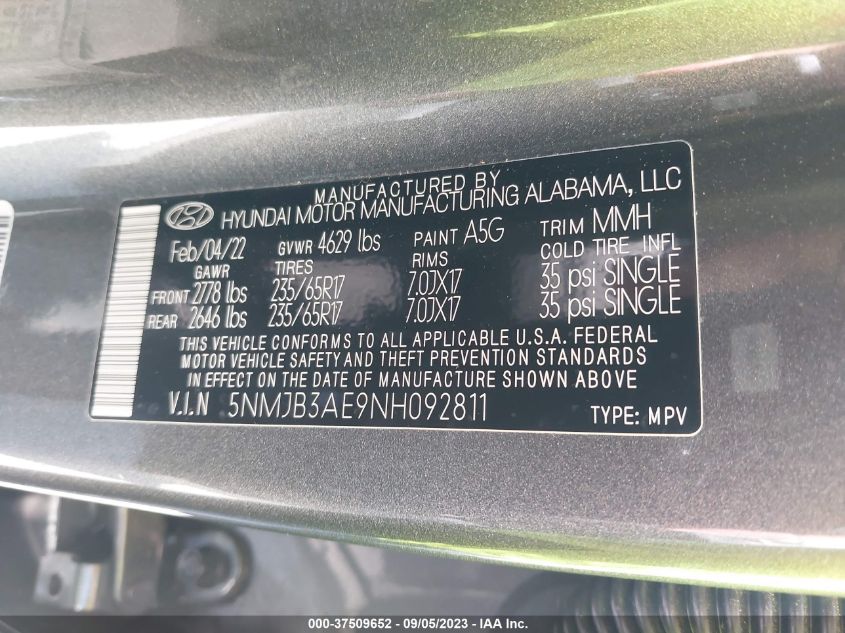 MANUFACTURED BY
HYUNDAI MOTOR MANUFACTURING ALABAMA, LLC
Feb/04/22 GVWR 4629 lbs PAINT A5G TRIM MMH
GAWR TIRES RIMS COLD TIRE INFL
FRONT 2778 lbs 235/65R17 7.0JX17 35 psi SINGLE
REAR 2646 lbs 235/65R17 7.0JX17 35 psi SINGLE
THIS VEHICLE CONFORMS TO ALL APPLICABLE U.S.A. FEDERAL
MOTOR VEHICLE SAFETY AND THEFT PREVENTION STANDARDS
IN EFFECT ON THE DATE OF MANUFACTURE SHOWN ABOVE
V.I.N 5NMJB3AE9NH092811 TYPE: MPV
000-37509652 - 09/05/2023 - © IAA Inc.